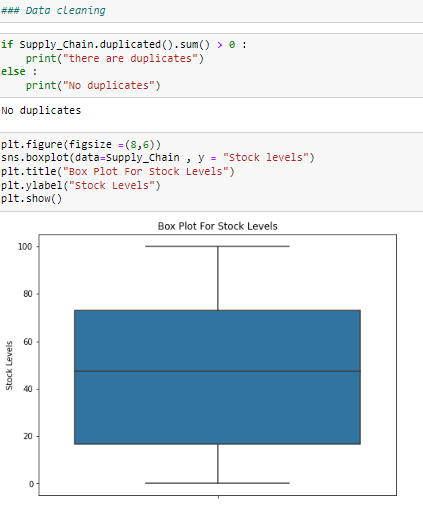 ### Data cleaning
if Supply_Chain.duplicated().sum() > 0 :
print("there are duplicates")
else :
print("No duplicates")
No duplicates
plt.figure(figsize =(8,6))
sns.boxplot(data=Supply_Chain , y = "Stock levels")
plt.title("Box Plot For Stock Levels")
plt.ylabel("Stock Levels")
plt.show()
Box Plot For Stock Levels
100
80
60
40
20
0
Stock Levels